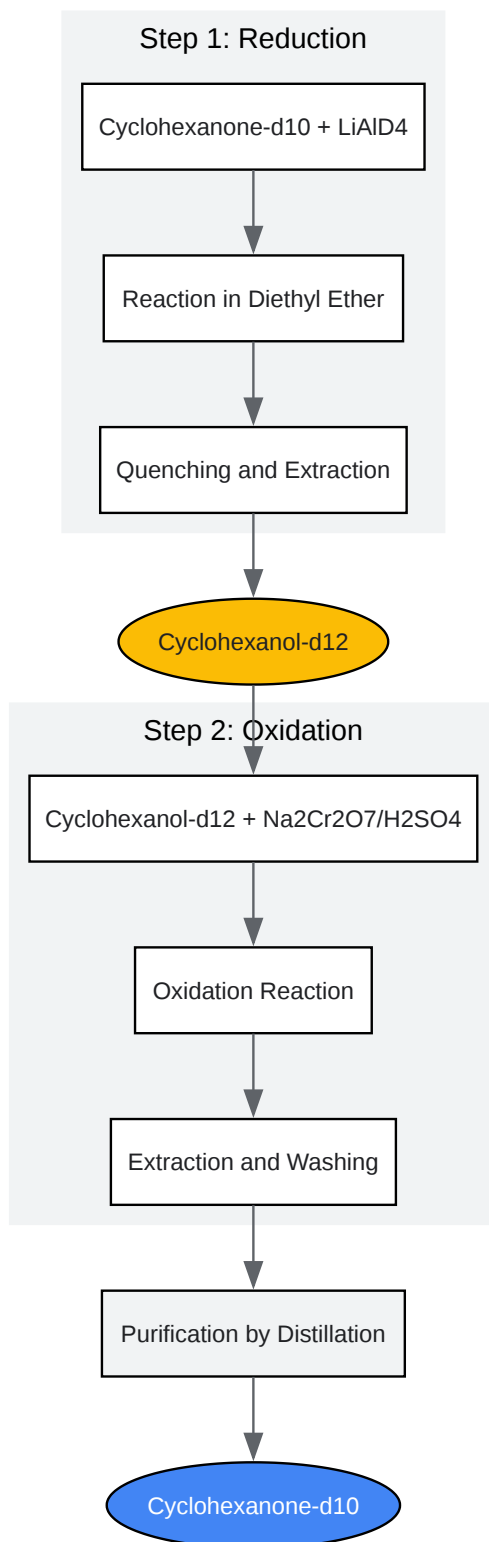 Step 1: Reduction
Cyclohexanone-d10 + LiAlD4
Reaction in Diethyl Ether
Quenching and Extraction
Cyclohexanol-d12
Step 2: Oxidation
Cyclohexanol-d12 + Na2Cr2O7/H2SO4
Oxidation Reaction
Extraction and Washing
Purification by Distillation
Cyclohexanone-d10